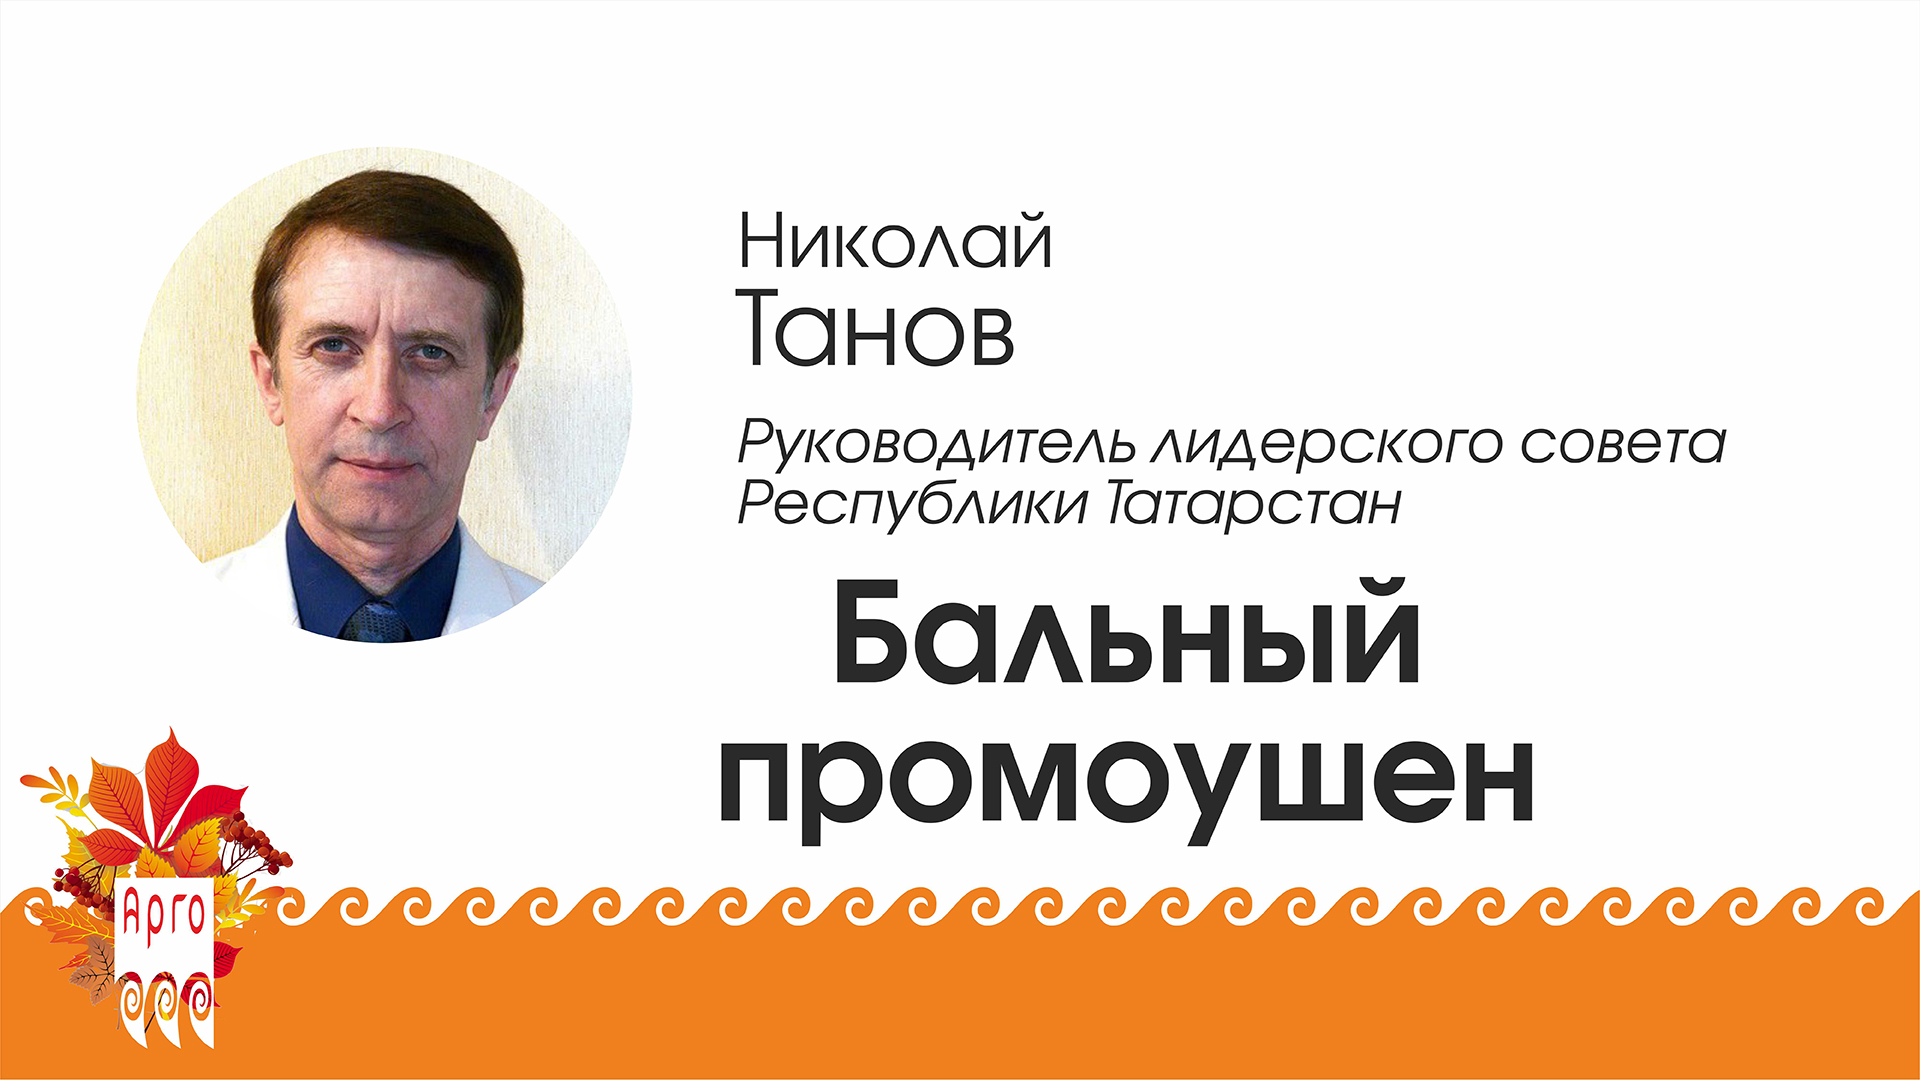 Николай
Танов
Руководитель лидерского совета
Республики Татарстан
Бальный
промоушен
Арго